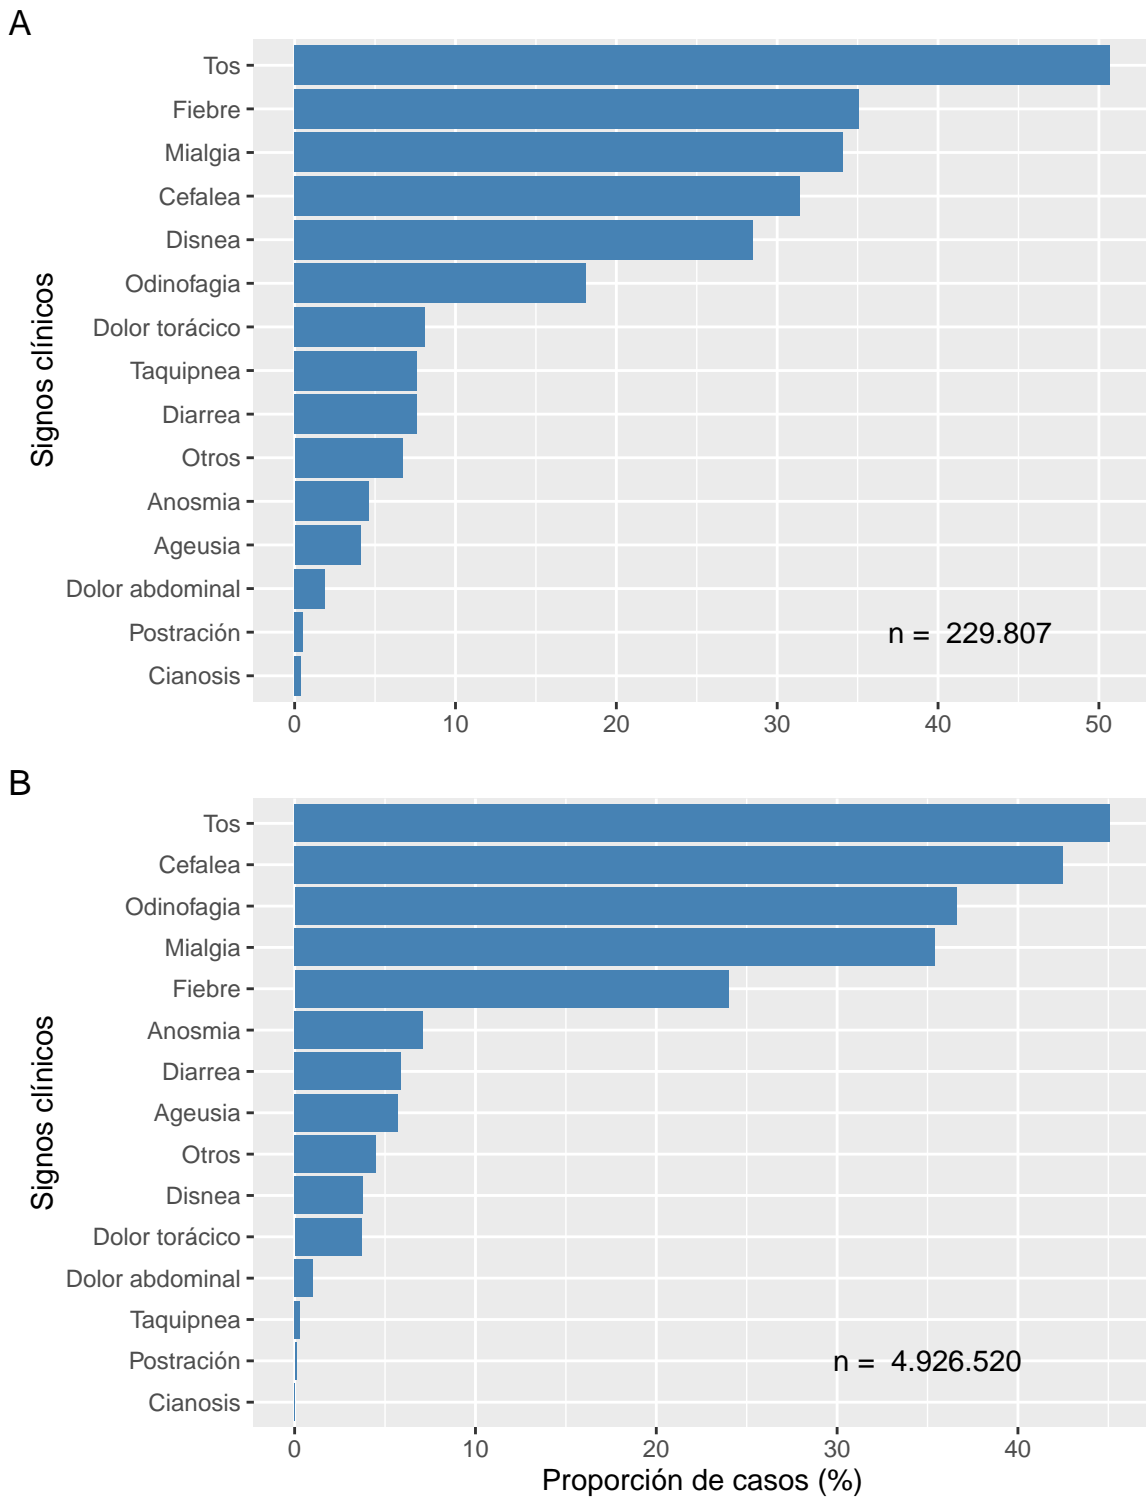 A
Tos
Fiebre
Mialgia
Cefalea
Disnea
Odinofagia
Dolor torácico
Taquipnea
Diarrea
Otros
Anosmia
Ageusia
Dolor abdominal
Postración
Cianosis
Signos clínicos
n = 229.807
0 10 20 30 40 50
B
Tos
Cefalea
Odinofagia
Mialgia
Fiebre
Anosmia
Diarrea
Ageusia
Otros
Disnea
Dolor torácico
Dolor abdominal
Taquipnea
Postración
Cianosis
Signos clínicos
n = 4.926.520
0 10 20 30 40
Proporción de casos (%)